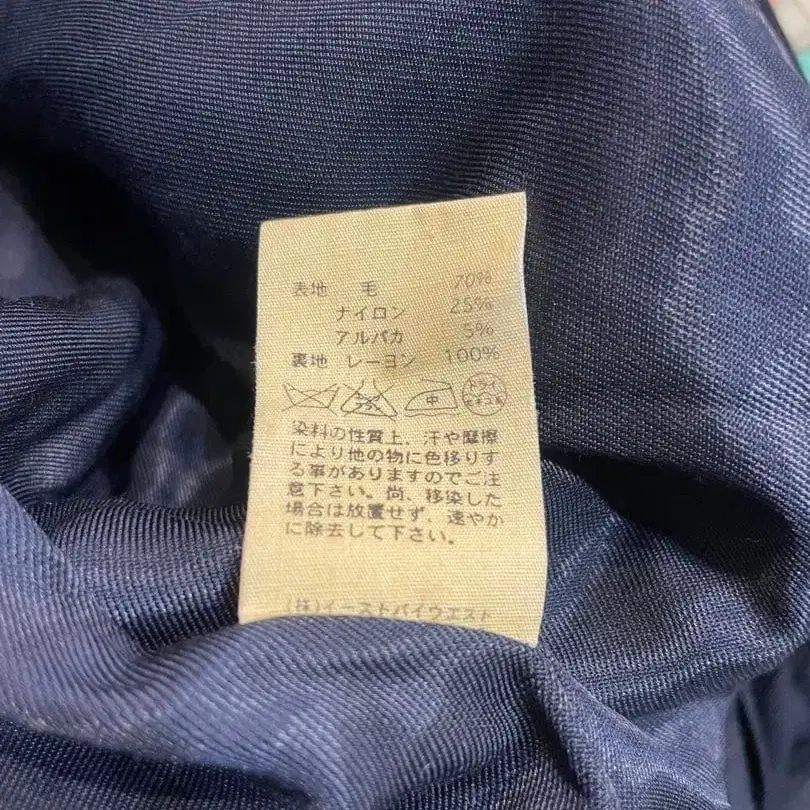 表地 毛 70%
ナイロン 25%
アルパカ 5%
裏地 レーヨン 100%
中 ドライ
染料の性質上、汗や摩擦
により他の物に色移りす
る事がありますのでご注
意下さい。尚、移染した
場合は放置せず、速やか
に除去して下さい。
(株)イーストバイウエスト